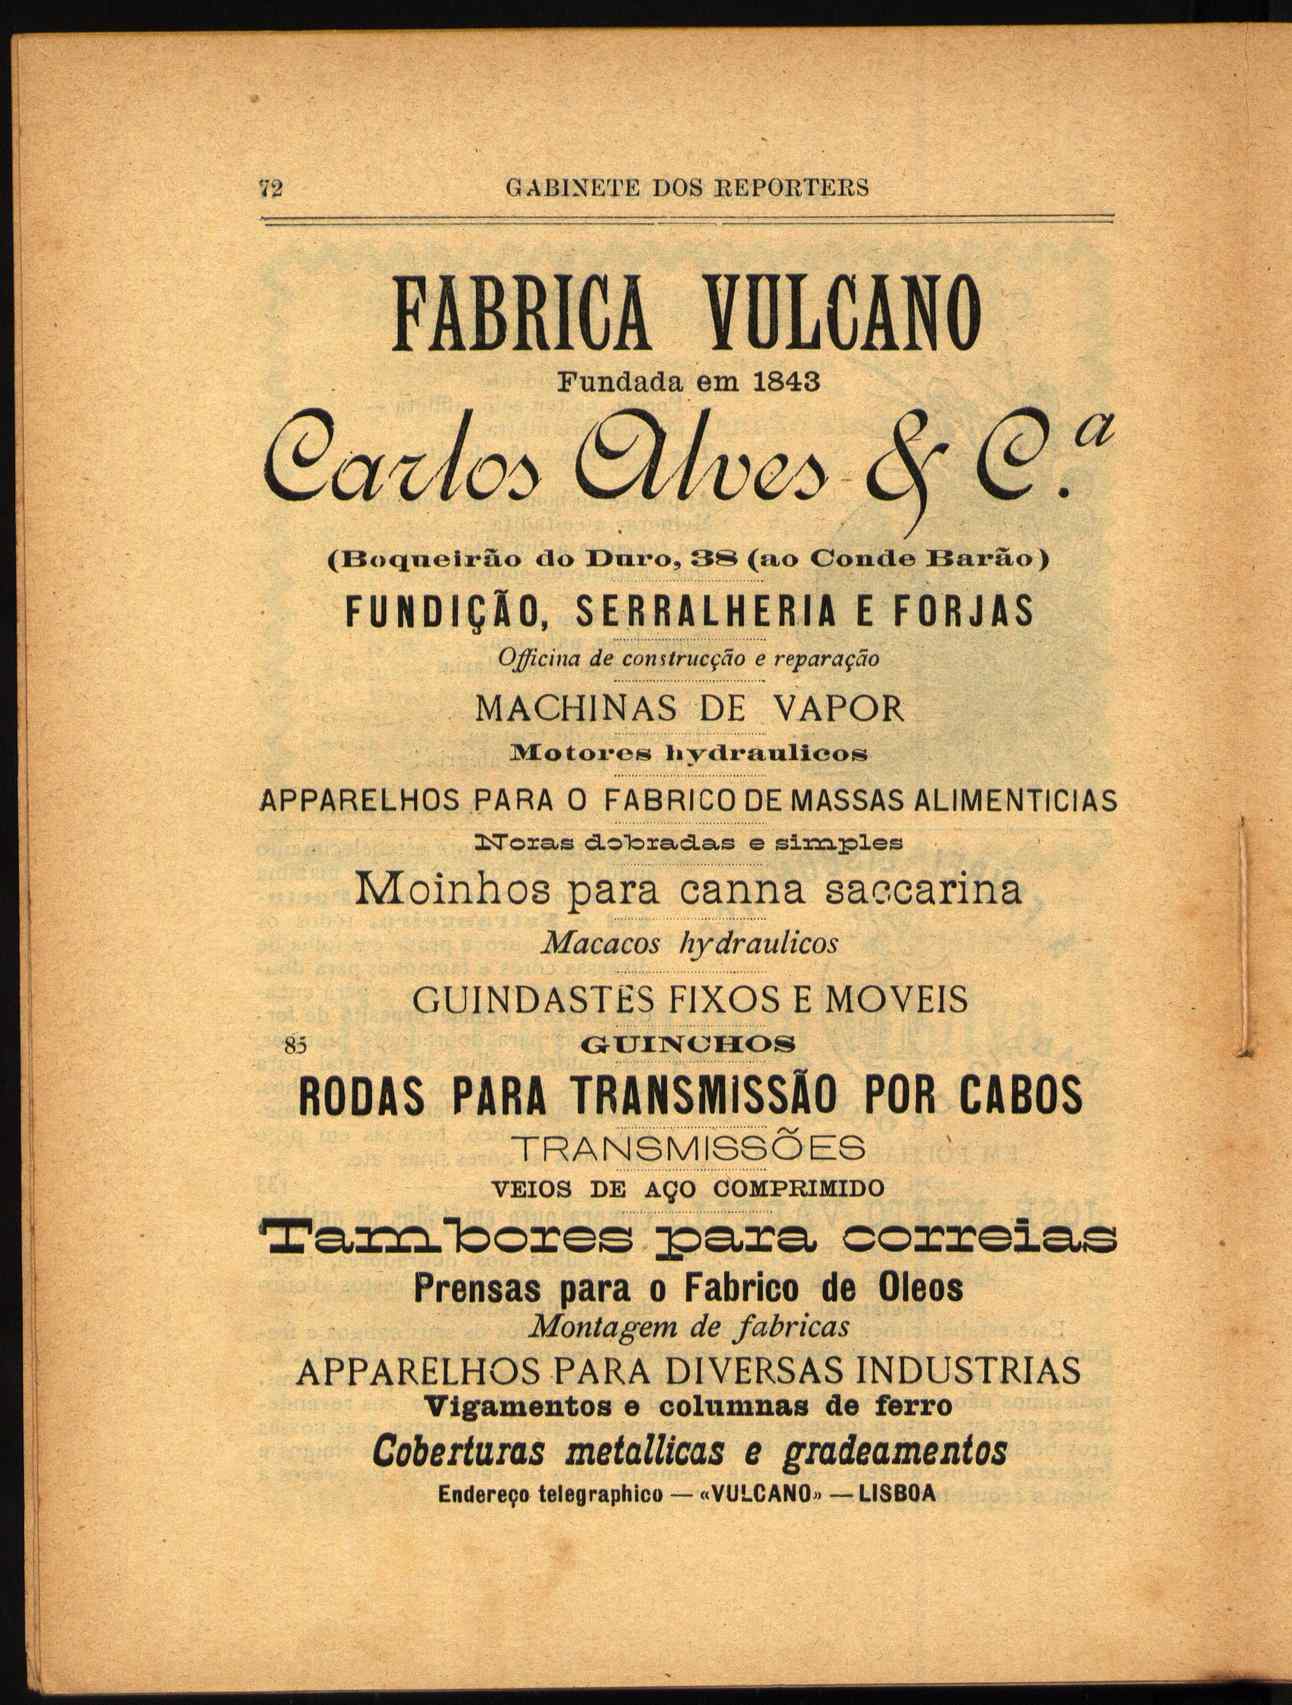 72
GABINETE DOS REPORTERS
FABRICA VULCANO
Fundada em 1843
Carlos Alves & C.ª
(Boqueirão do Duro, 38 (ao Conde Barão)
FUNDIÇÃO, SERRALHERIA E FORJAS
Officina de construcção e reparação
MACHINAS DE VAPOR
Motores hydraulicos
APPARELHOS PARA O FABRICO DE MASSAS ALIMENTICIAS
Noras dobradas e simples
Moinhos para canna saccarina
Macacos hydraulicos
GUINDASTES FIXOS E MOVEIS
85 GUINCHOS
RODAS PARA TRANSMISSÃO POR CABOS
TRANSMISSÕES
VEIOS DE AÇO COMPRIMIDO
Tambores para correias
Prensas para o Fabrico de Oleos
Montagem de fabricas
APPARELHOS PARA DIVERSAS INDUSTRIAS
Vigamentos e columnas de ferro
Coberturas metallicas e gradeamentos
Endereço telegraphico — «VULCANO» — LISBOA